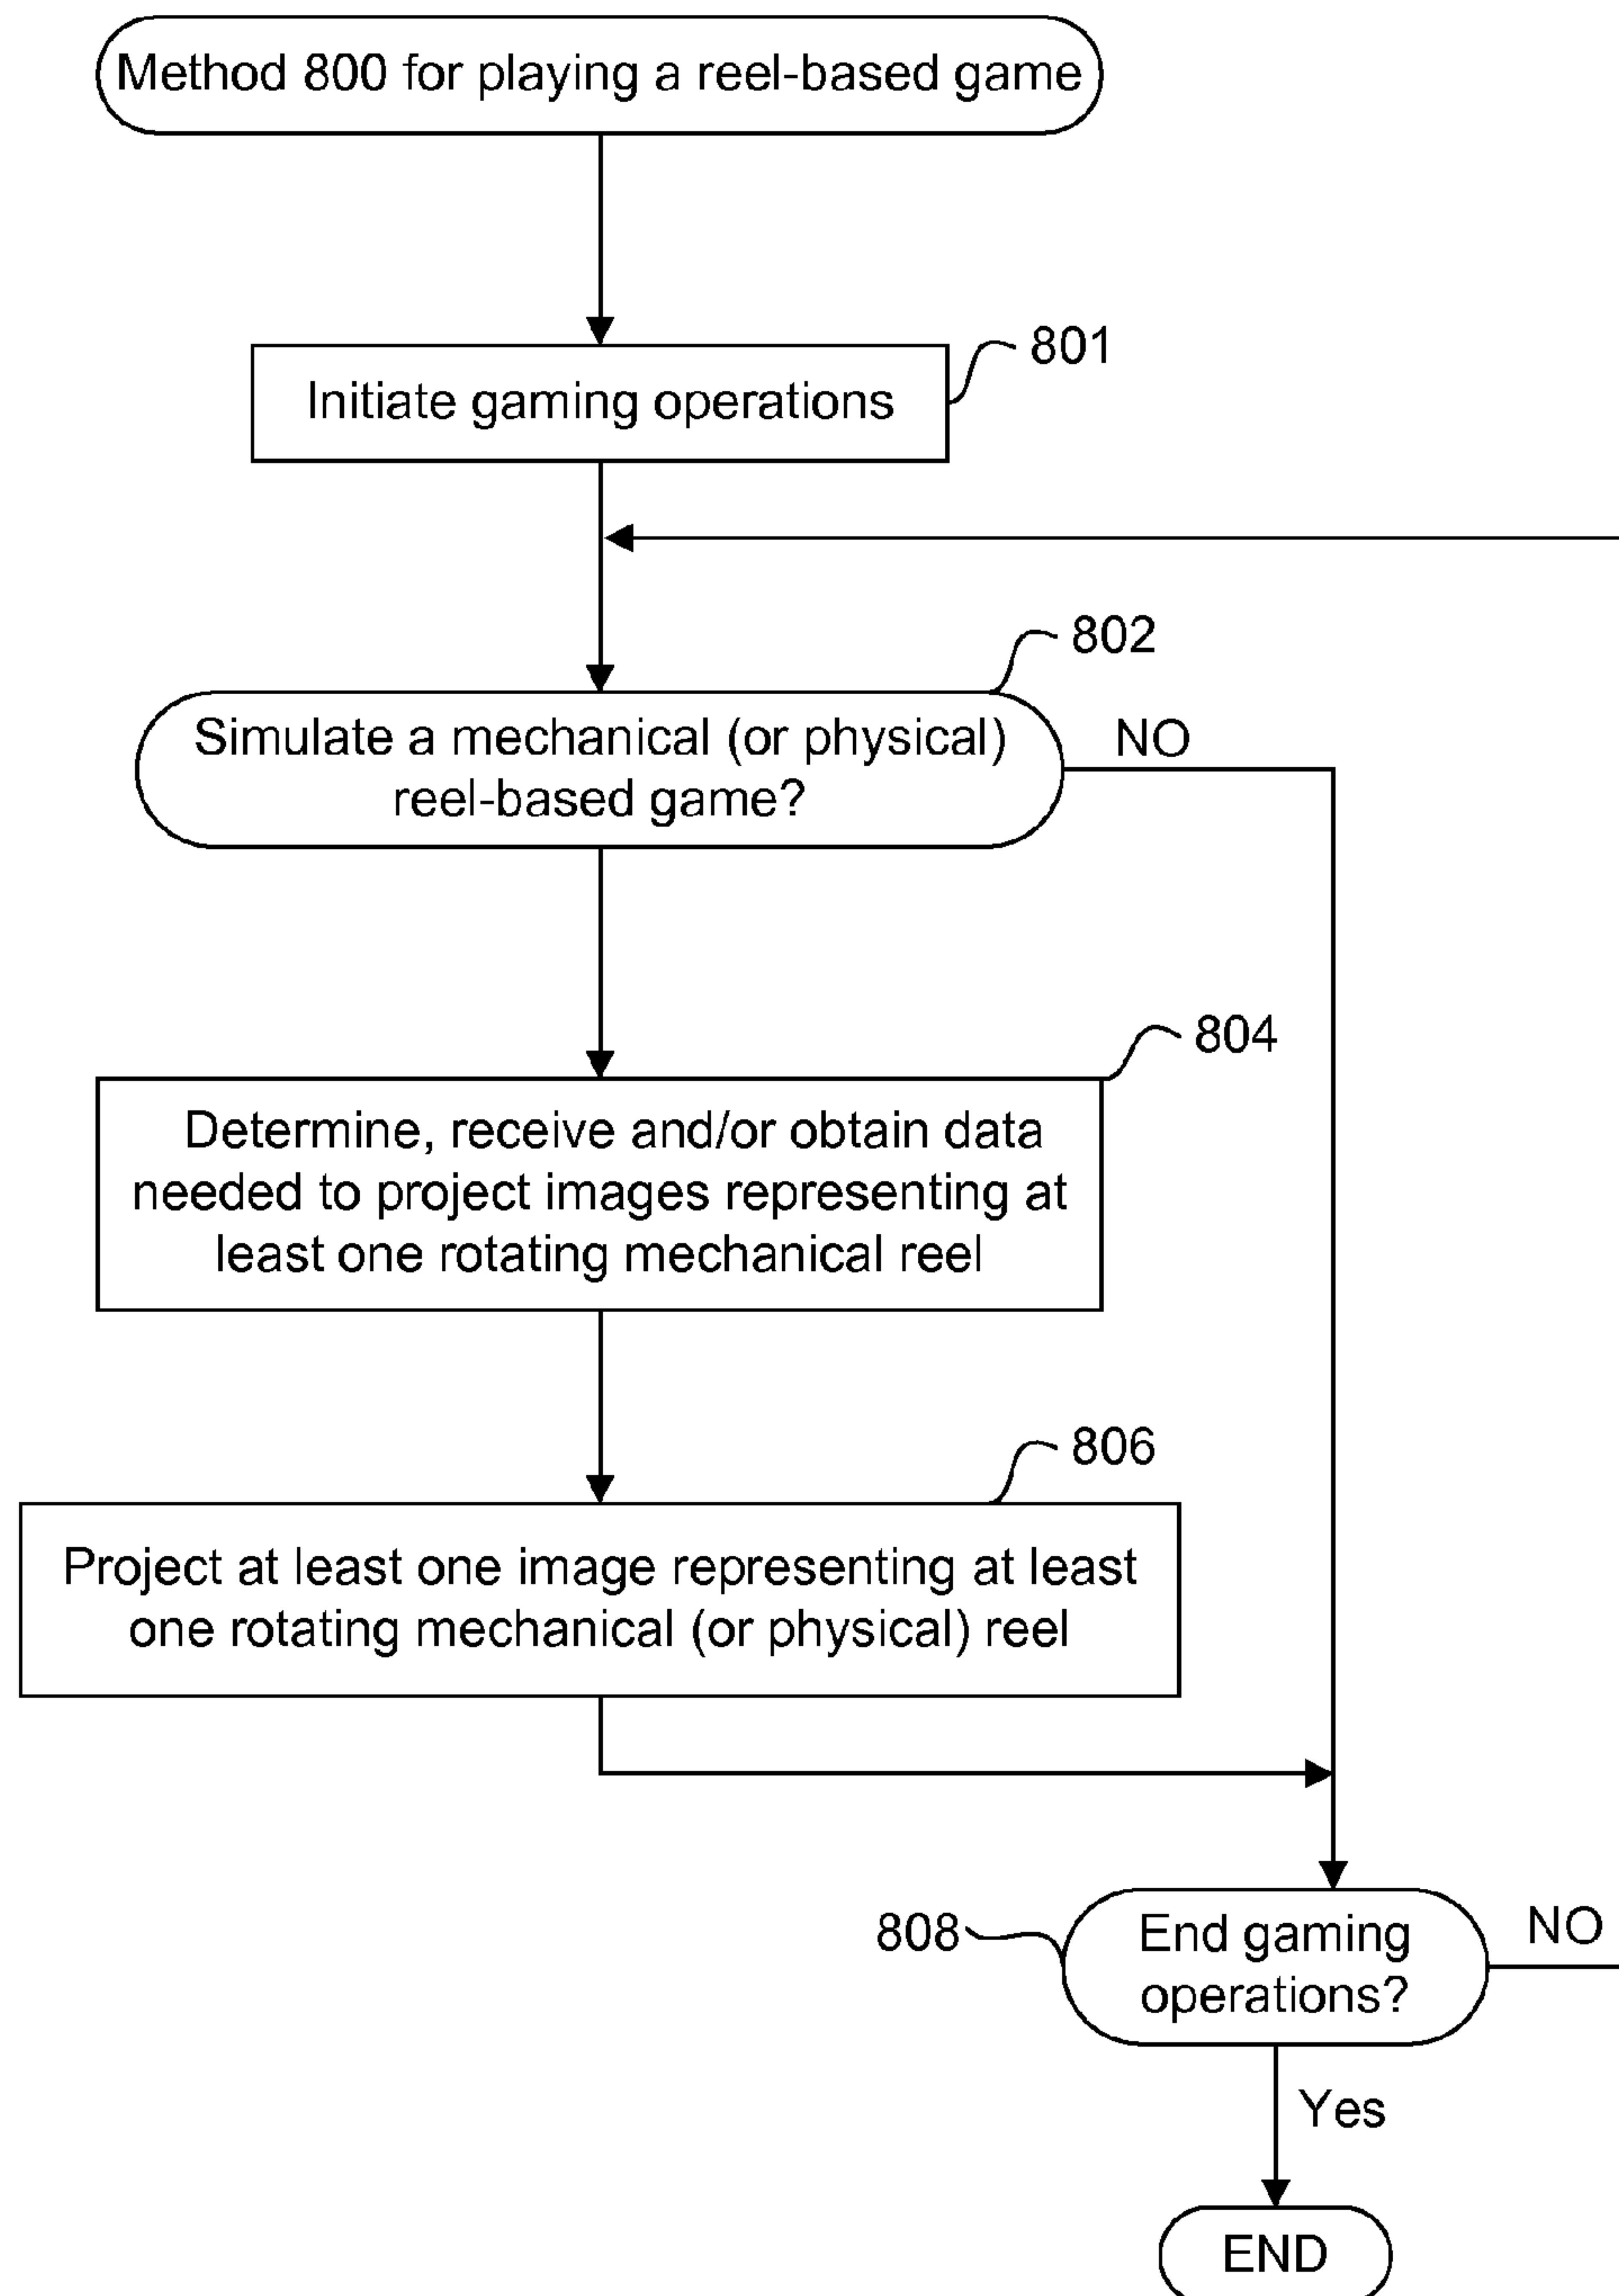 Method 800 for playing a reel-based game
801
Initiate gaming operations
802
Simulate a mechanical (or physical)
reel-based game?
NO
804
Determine, receive and/or obtain data
needed to project images representing at
least one rotating mechanical reel
806
Project at least one image representing at least
one rotating mechanical (or physical) reel
808
End gaming
operations?
NO
Yes
END